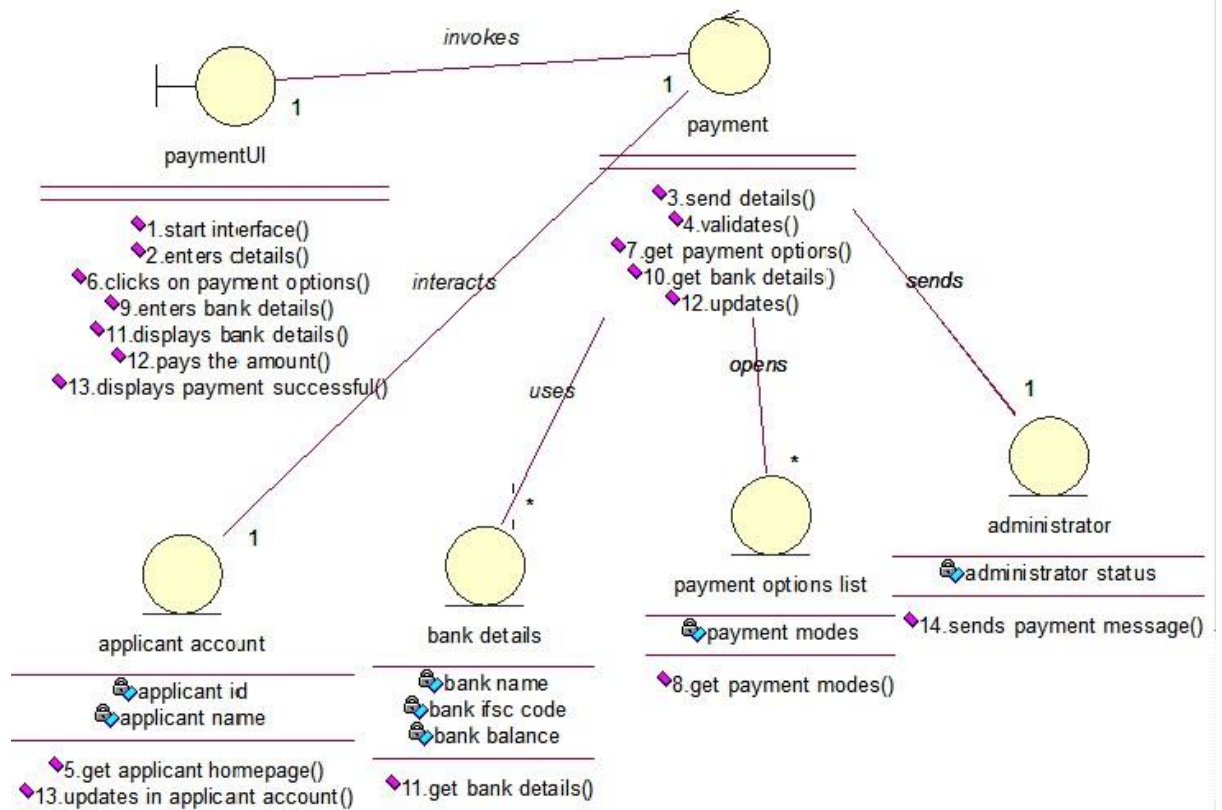 invokes
1
1
paymentUI
1.start interface()
2.enters details()
6.clicks on payment options()
9.enters bank details()
11.displays bank details()
12.pays the amount()
13.displays payment successful()
payment
3.send details()
4.validates()
7.get payment options()
10.get bank details()
12.updates()
interacts
1
uses
*
opens
*
sends
1
applicant account
applicant id
applicant name
5.get applicant homepage()
13.updates in applicant account()
bank details
bank name
bank ifsc code
bank balance
11.get bank details()
payment options list
payment modes
8.get payment modes()
administrator
administrator status
14.sends payment message()